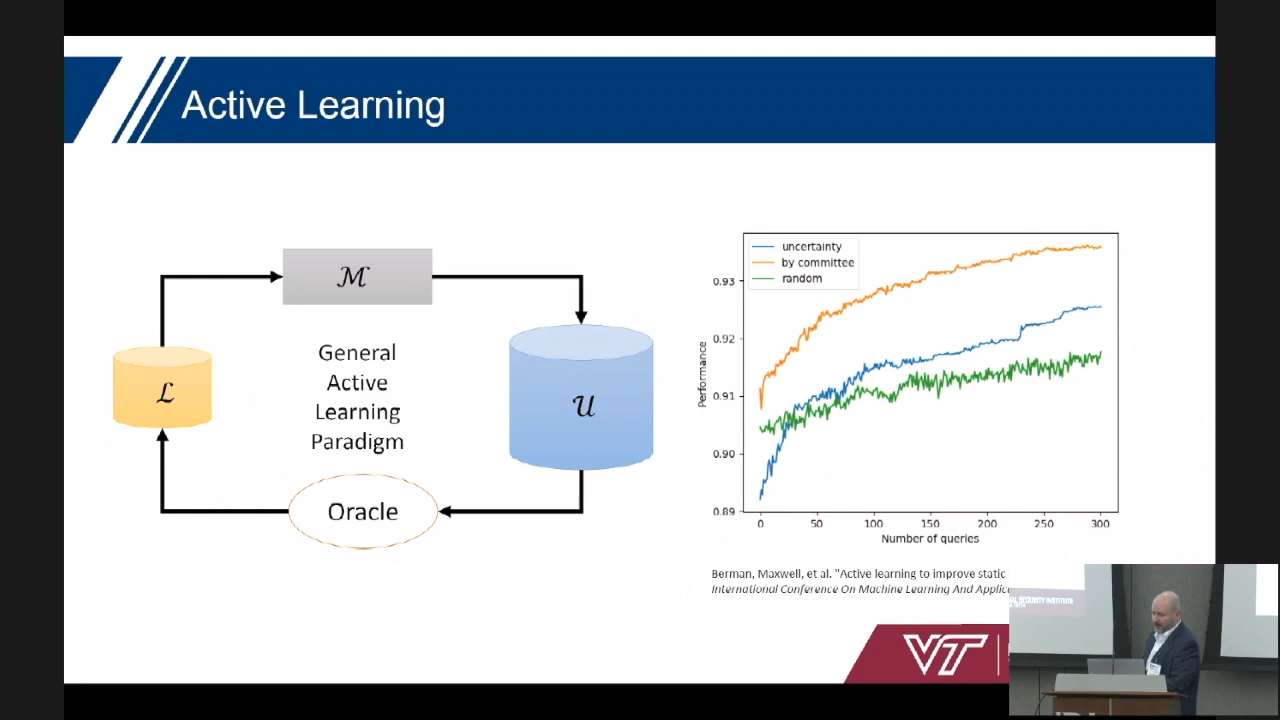 Active Learning
ℳ
General
Active
Learning
Paradigm
ℒ
𝒰
Oracle
uncertainty
by committee
random
0.93
0.92
0.91
0.90
0.89
Performance
0
50
100
150
200
250
300
Number of queries
Berman, Maxwell, et al. "Active learning to improve static
International Conference On Machine Learning And
VT
SECURITY INSTITUTE